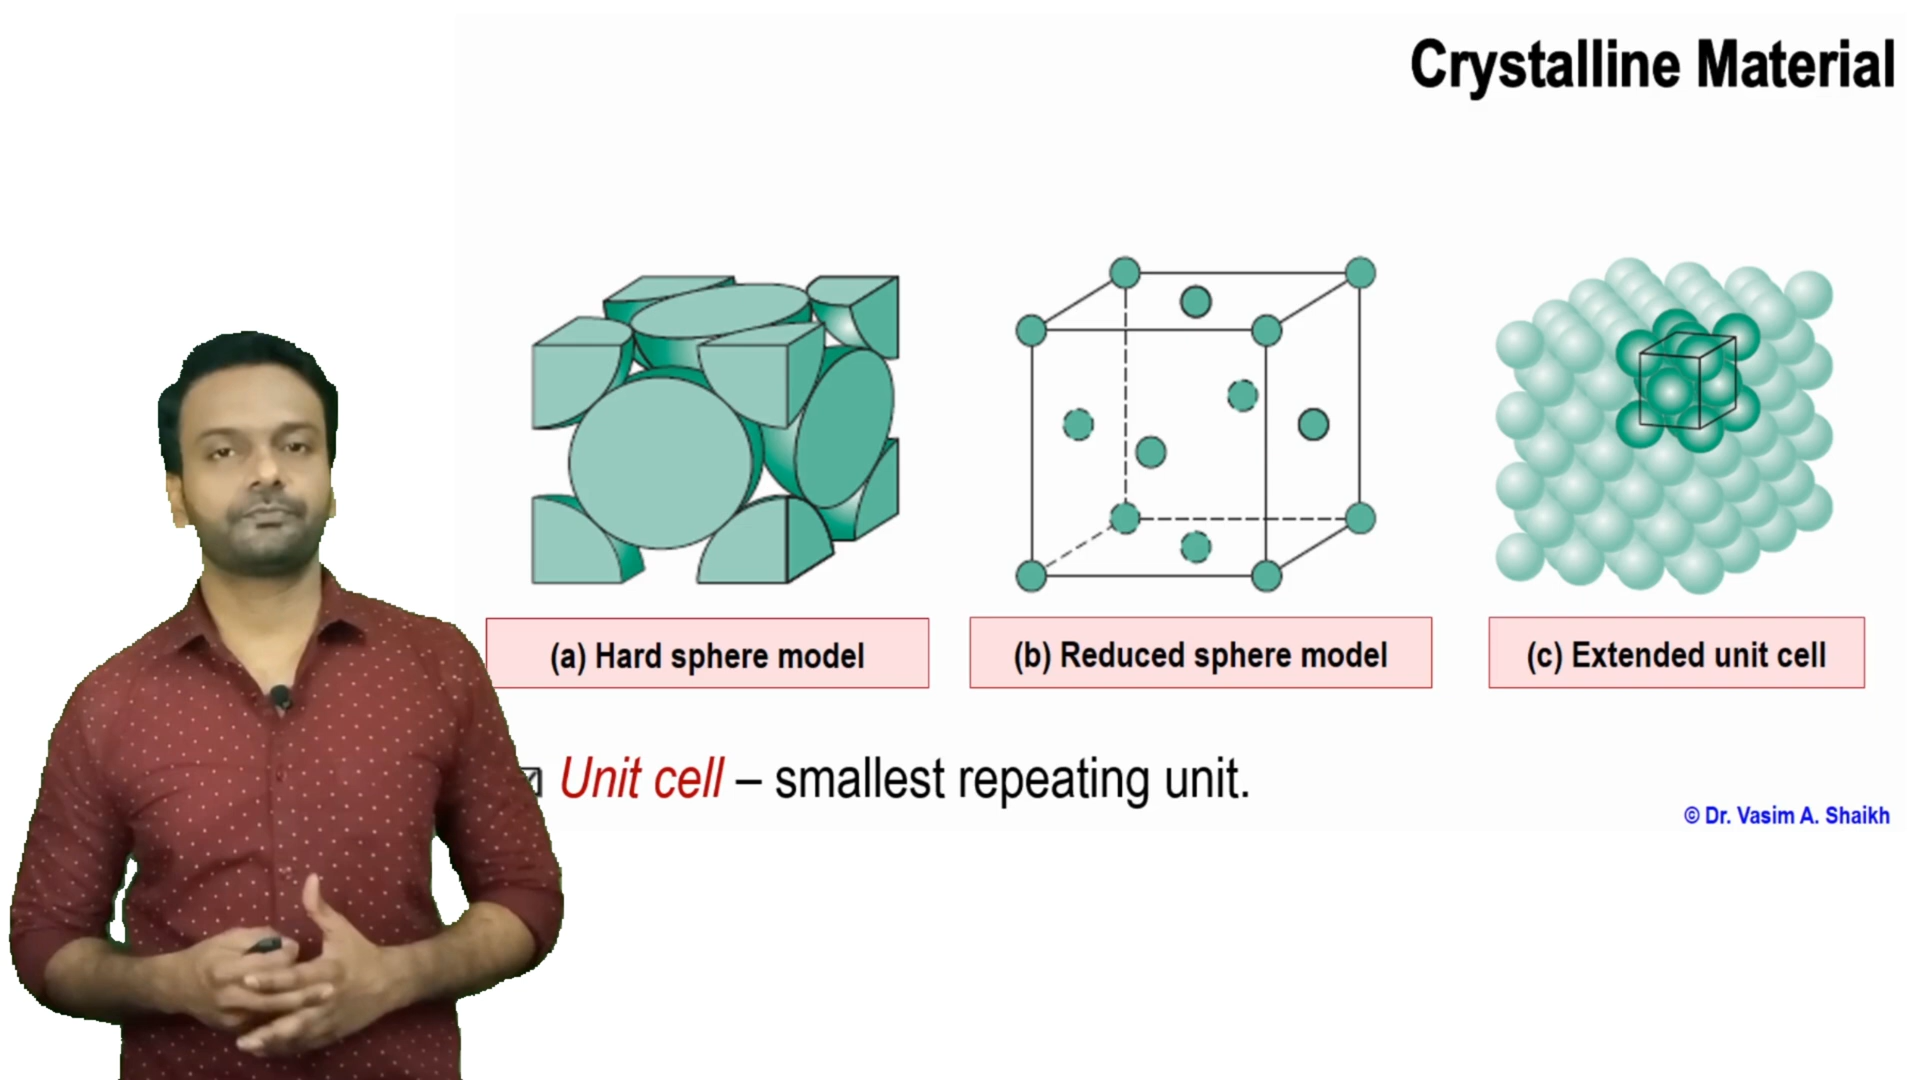 Crystalline Material
(a) Hard sphere model
(b) Reduced sphere model
(c) Extended unit cell
Unit cell – smallest repeating unit.
© Dr. Vasim A. Shaikh